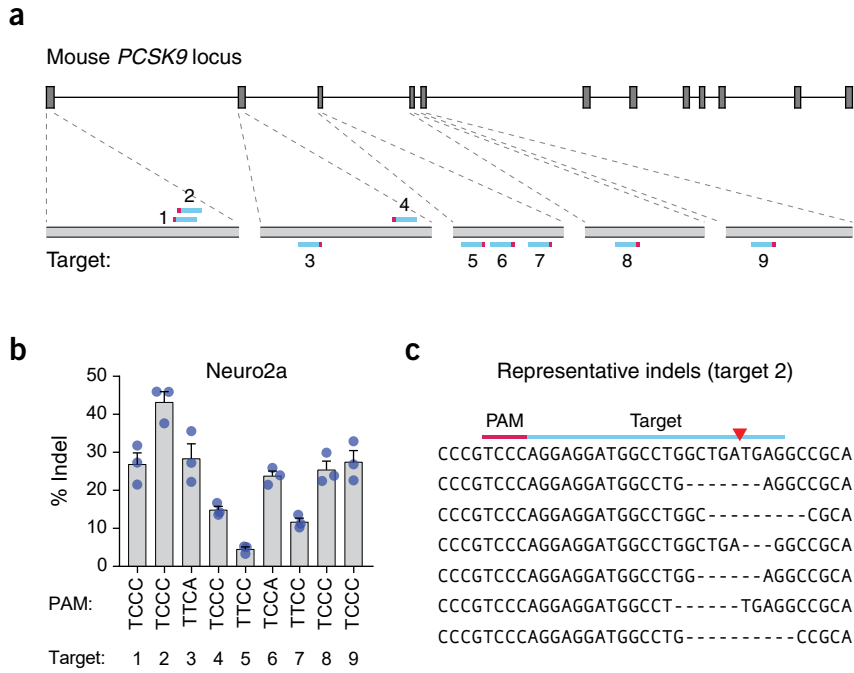 a
Mouse PCSK9 locus
2
1
4
Target:
3
5
6
7
8
9
b
Neuro2a
% Indel
50
40
30
20
10
0
PAM:
TCCC
TCCC
TTCA
TCCC
TTCC
TCCA
TTCC
TCCC
TCCC
Target:
1 2 3 4 5 6 7 8 9
c
Representative indels (target 2)
PAM
Target
CCCGTCCCAGGAGGATGGCCTGGCTGATGAGGCCGCA
CCCGTCCCAGGAGGATGGCCTG-------AGGCCGCA
CCCGTCCCAGGAGGATGGCCTGGC---------CGCA
CCCGTCCCAGGAGGATGGCCTGGCTGA---GGCCGCA
CCCGTCCCAGGAGGATGGCCTGG------AGGCCGCA
CCCGTCCCAGGAGGATGGCCT------TGAGGCCGCA
CCCGTCCCAGGAGGATGGCCTG----------CCGCA